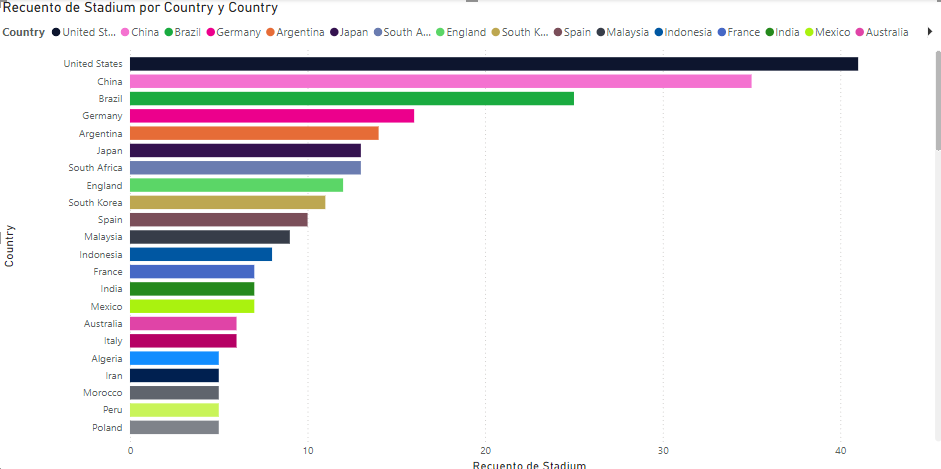 Recuento de Stadium por Country y Country
Country United St... China Brazil Germany Argentina Japan South A... England South K... Spain Malaysia Indonesia France India Mexico Australia
United States
China
Brazil
Germany
Argentina
Japan
South Africa
England
South Korea
Spain
Malaysia
Indonesia
France
India
Mexico
Australia
Italy
Algeria
Iran
Morocco
Peru
Poland
Country
0 10 20 30 40
Recuento de Stadium